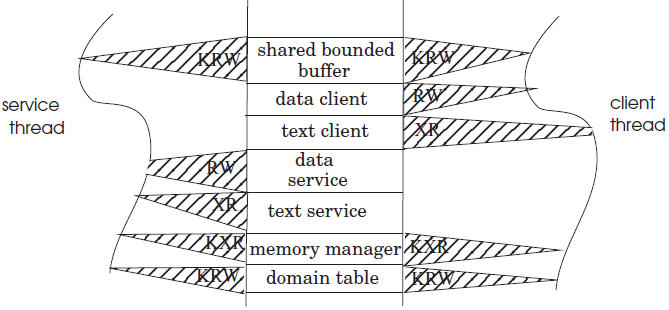 KRW shared bounded KRW
buffer
data client RW
service client
thread text client XR thread
data
RW service
XR text service
KXR memory manager KXR
KRW domain table KRW